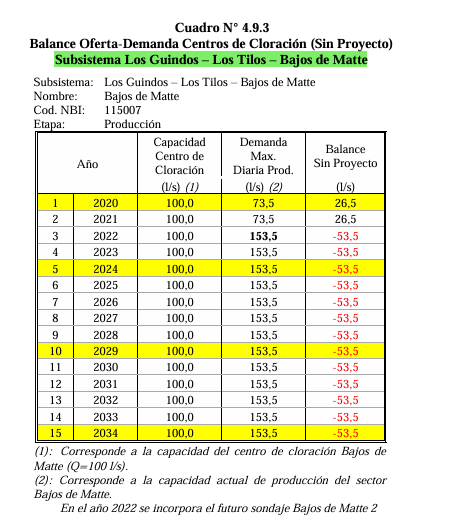 Cuadro N° 4.9.3
Balance Oferta-Demanda Centros de Cloración (Sin Proyecto)
Subsistema Los Guindos – Los Tilos – Bajos de Matte
Subsistema: Los Guindos – Los Tilos – Bajos de Matte
Nombre: Bajos de Matte
Cod. NBI: 115007
Etapa: Producción
Año
Capacidad
Centro de
Cloración
(l/s) (1)
Demanda
Max.
Diaria Prod.
(l/s) (2)
Balance
Sin Proyecto
(l/s)
1 2020 100,0 73,5 26,5
2 2021 100,0 73,5 26,5
3 2022 100,0 153,5 -53,5
4 2023 100,0 153,5 -53,5
5 2024 100,0 153,5 -53,5
6 2025 100,0 153,5 -53,5
7 2026 100,0 153,5 -53,5
8 2027 100,0 153,5 -53,5
9 2028 100,0 153,5 -53,5
10 2029 100,0 153,5 -53,5
11 2030 100,0 153,5 -53,5
12 2031 100,0 153,5 -53,5
13 2032 100,0 153,5 -53,5
14 2033 100,0 153,5 -53,5
15 2034 100,0 153,5 -53,5
(1): Corresponde a la capacidad del centro de cloración Bajos de
Matte (Q=100 l/s).
(2): Corresponde a la capacidad actual de producción del sector
Bajos de Matte.
En el año 2022 se incorpora el futuro sondaje Bajos de Matte 2